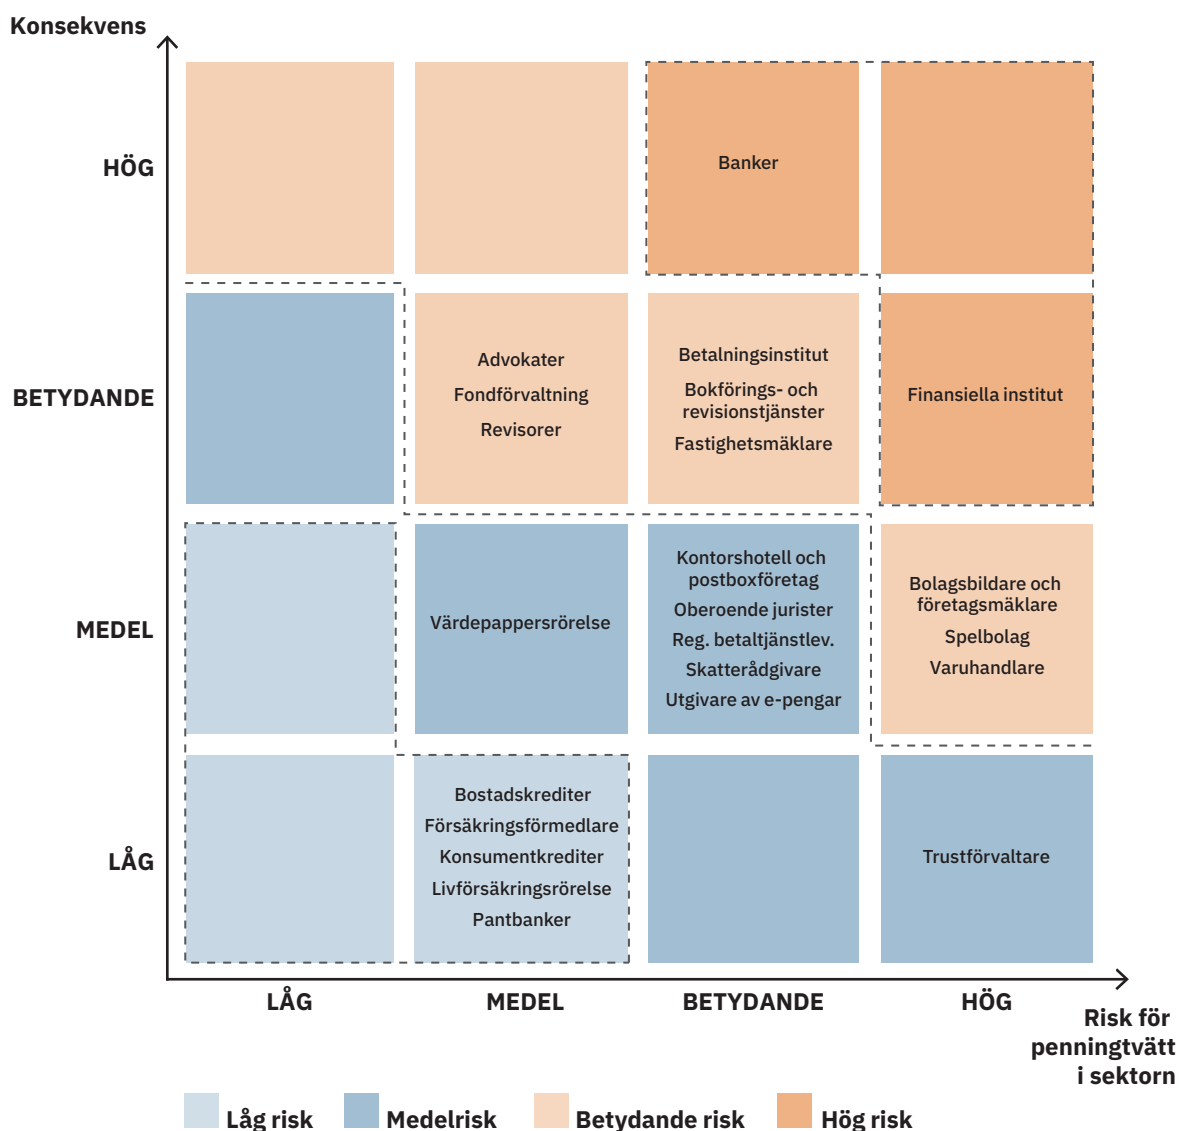 Konsekvens
HÖG
Banker
BETYDANDE
Advokater
Fondförvaltning
Revisorer
Betalningsinstitut
Bokförings- och
revisionstjänster
Fastighetsmäklare
Finansiella institut
MEDEL
Värdepappersrörelse
Kontorshotell och
postboxföretag
Oberoende jurister
Reg. betaltjänstlev.
Skatterådgivare
Utgivare av e-pengar
Bolagsbildare och
företagsmäklare
Spelbolag
Varuhandlare
LÅG
Bostadskrediter
Försäkringsförmedlare
Konsumentkrediter
Livförsäkringsrörelse
Pantbanker
Trustförvaltare
LÅG
MEDEL
BETYDANDE
HÖG
Risk för
penningtvätt
i sektorn
Låg risk
Medelrisk
Betydande risk
Hög risk